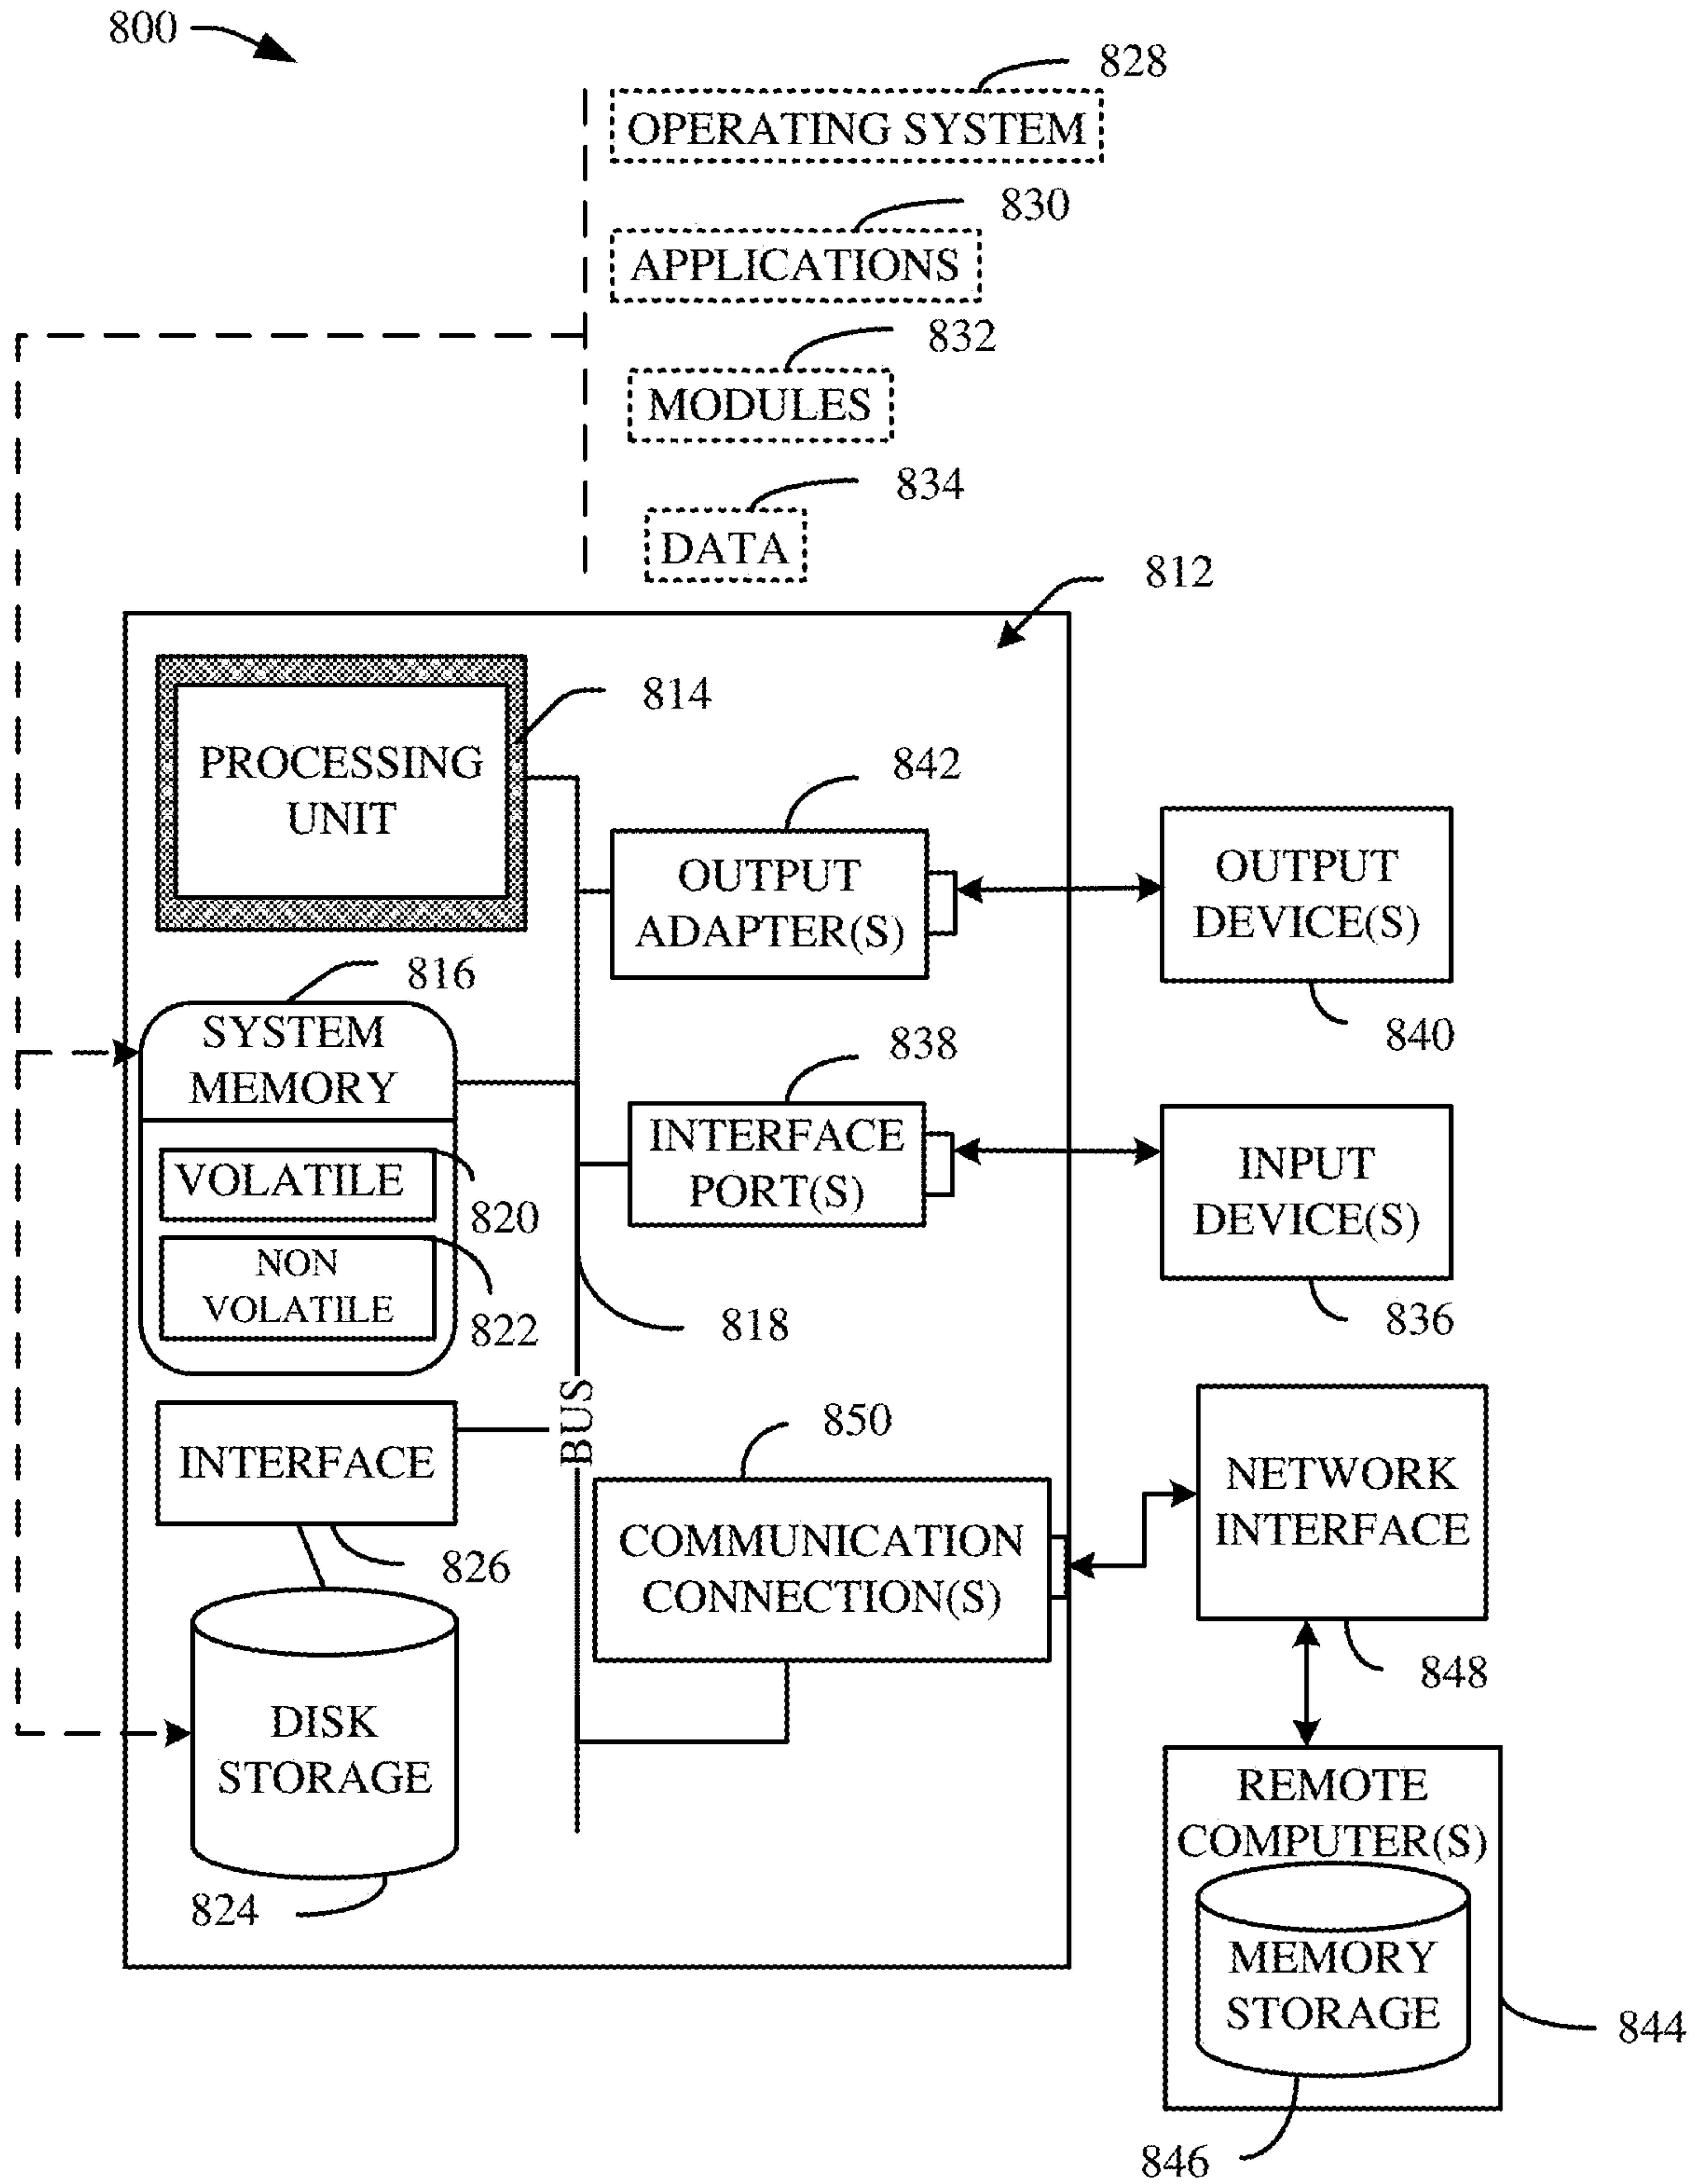 800
828
OPERATING SYSTEM
830
APPLICATIONS
832
MODULES
834
DATA
812
814
PROCESSING
UNIT
842
OUTPUT
ADAPTER(S)
OUTPUT
DEVICE(S)
840
816
SYSTEM
MEMORY
838
INTERFACE
PORT(S)
INPUT
DEVICE(S)
836
VOLATILE
820
NON
VOLATILE
822
818
BUS
850
INTERFACE
826
COMMUNICATION
CONNECTION(S)
NETWORK
INTERFACE
848
DISK
STORAGE
824
REMOTE
COMPUTER(S)
MEMORY
STORAGE
844
846